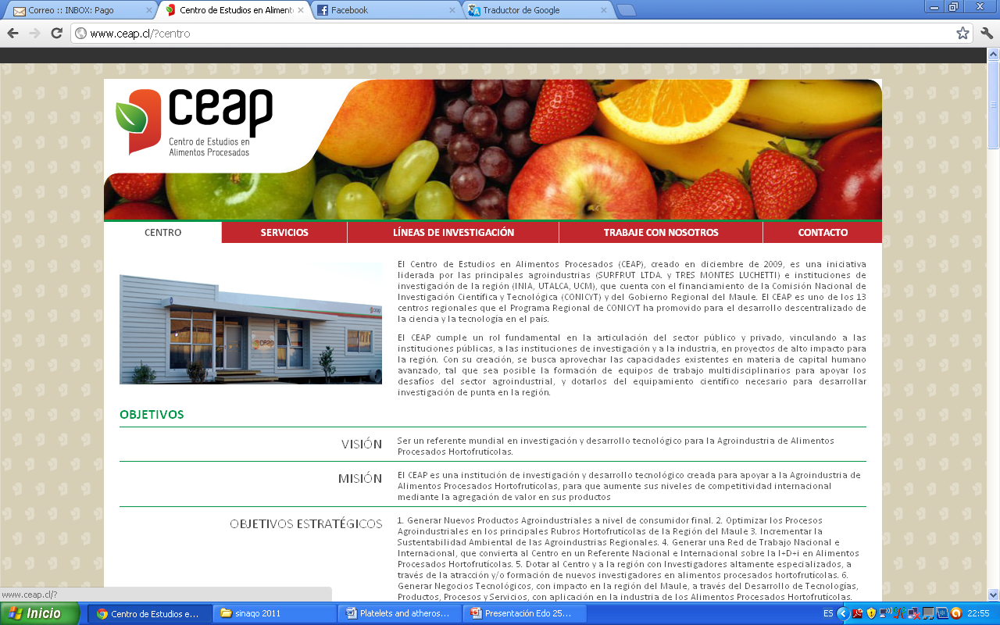 Correo :: INBOX: Pago
Centro de Estudios en Aliment
Facebook
Traductor de Google
www.ceap.cl/?centro
ceap
Centro de Estudios en
Alimentos Procesados
CENTRO
SERVICIOS
LÍNEAS DE INVESTIGACIÓN
TRABAJE CON NOSOTROS
CONTACTO
ceap
El Centro de Estudios en Alimentos Procesados (CEAP), creado en diciembre de 2009, es una iniciativa
liderada por las principales agroindustrias (SURFRUT LTDA. y TRES MONTES LUCHETTI) e instituciones de
investigación de la región (INIA, UTALCA, UCM), que cuenta con el financiamiento de la Comisión Nacional de
Investigación Científica y Tecnológica (CONICYT) y del Gobierno Regional del Maule. El CEAP es uno de los 13
centros regionales que el Programa Regional de CONICYT ha promovido para el desarrollo descentralizado de
la ciencia y la tecnología en el país.
El CEAP cumple un rol fundamental en la articulación del sector público y privado, vinculando a las
instituciones públicas, a las instituciones de investigación y a la industria, en proyectos de alto impacto para
la región. Con su creación, se busca aprovechar las capacidades existentes en materia de capital humano
avanzado, tal que sea posible la formación de equipos de trabajo multidisciplinarios para apoyar los
desafíos del sector agroindustrial, y dotarlos del equipamiento científico necesario para desarrollar
investigación de punta en la región.
OBJETIVOS
VISIÓN
Ser un referente mundial en investigación y desarrollo tecnológico para la Agroindustria de Alimentos
Procesados Hortofrutícolas.
MISIÓN
El CEAP es una institución de investigación y desarrollo tecnológico creada para apoyar a la Agroindustria de
Alimentos Procesados Hortofrutícolas, para que aumente sus niveles de competitividad internacional
mediante la agregación de valor en sus productos
OBJETIVOS ESTRATÉGICOS
1. Generar Nuevos Productos Agroindustriales a nivel de consumidor final. 2. Optimizar los Procesos
Agroindustriales en los principales Rubros Hortofrutícolas de la Región del Maule 3. Incrementar la
Sustentabilidad Ambiental de las Agroindustrias Regionales. 4. Generar una Red de Trabajo Nacional e
Internacional, que convierta al Centro en un Referente Nacional e Internacional sobre la I+D+i en Alimentos
Procesados Hortofrutícolas. 5. Dotar al Centro y a la región con Investigadores altamente especializados, a
través de la atracción y/o formación de nuevos investigadores en alimentos procesados hortofrutícolas. 6.
Generar Negocios Tecnológicos, con impacto en la región del Maule, a través del Desarrollo de Tecnologías,
Productos, Procesos y Servicios, con aplicación en la industria de los Alimentos Procesados Hortofrutícolas.
www.ceap.cl/?
Inicio
Centro de Estudios e...
sinaqo 2011
Platelets and atheros...
Presentación Edo 25...
ES
22:55